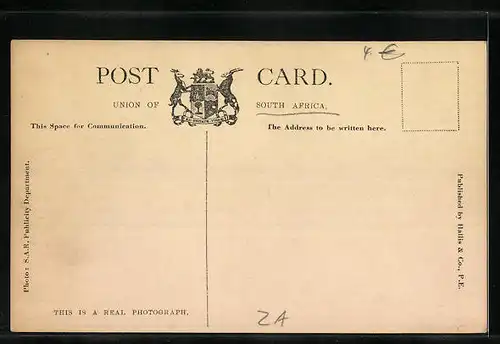 4.€
POST CARD.
UNION OF SOUTH AFRICA,
This Space for Communication.
The Address to be written here.
Photo: S.A.R. Publicity Department.
Published by Hallis & Co., P.E.
THIS IS A REAL PHOTOGRAPH.
ZA